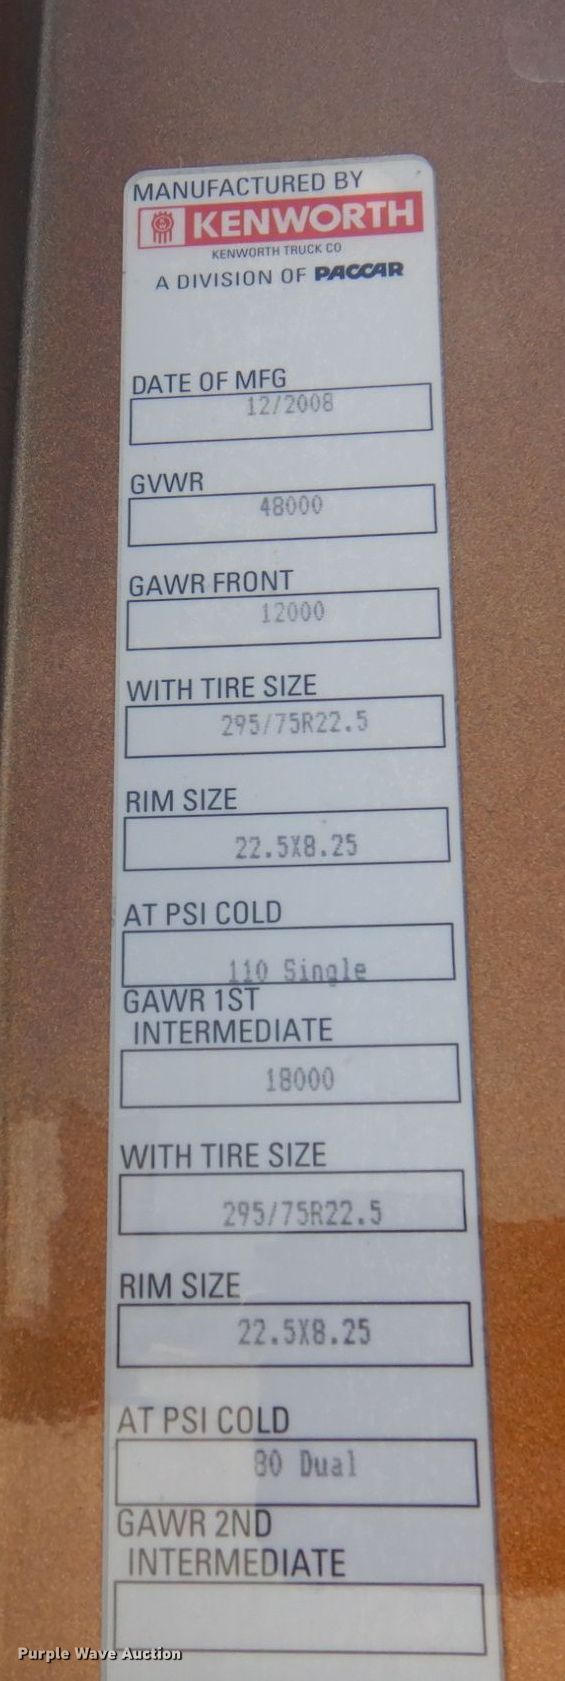 MANUFACTURED BY
KENWORTH
KENWORTH TRUCK CO
A DIVISION OF PACCAR
DATE OF MFG
12/2008
GVWR
48000
GAWR FRONT
12000
WITH TIRE SIZE
295/75R22.5
RIM SIZE
22.5X8.25
AT PSI COLD
110 Single
GAWR 1ST
INTERMEDIATE
18000
WITH TIRE SIZE
295/75R22.5
RIM SIZE
22.5X8.25
AT PSI COLD
80 Dual
GAWR 2ND
INTERMEDIATE
Purple Wave Auction